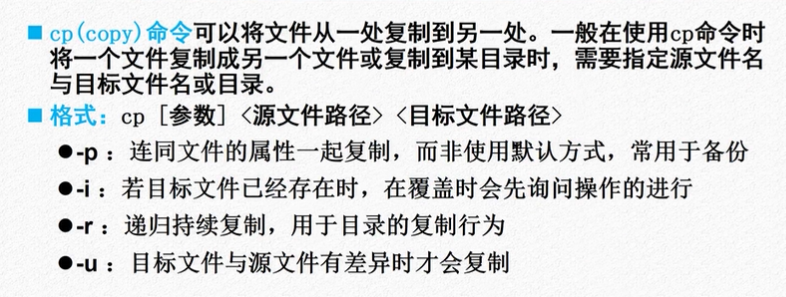 ■ cp(copy)命令可以将文件从一处复制到另一处。一般在使用cp命令时
将一个文件复制成另一个文件或复制到某目录时，需要指定源文件名
与目标文件名或目录。
■ 格式：cp [参数] <源文件路径> <目标文件路径>
●-p ：连同文件的属性一起复制，而非使用默认方式，常用于备份
●-i ：若目标文件已经存在时，在覆盖时会先询问操作的进行
●-r ：递归持续复制，用于目录的复制行为
●-u ：目标文件与源文件有差异时才会复制